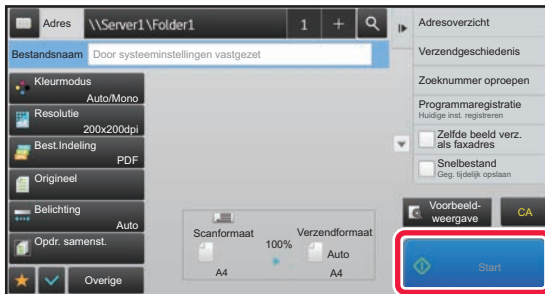 Adres
\\Server1\Folder1
1
+
Bestandsnaam
Door systeeminstellingen vastgezet
Kleurmodus
Auto/Mono
Resolutie
200x200dpi
Best.Indeling
PDF
Origineel
Belichting
Auto
Opdr. samenst.
Overige
Scanformaat
A4
100%
Verzendformaat
Auto
A4
Adresoverzicht
Verzendgeschiedenis
Zoeknummer oproepen
Programmaregistratie
Huidige inst. registreren
Zelfde beeld verz.
als faxadres
Snelbestand
Geg. tijdelijk opslaan
Voorbeeld-
weergave
CA
Start